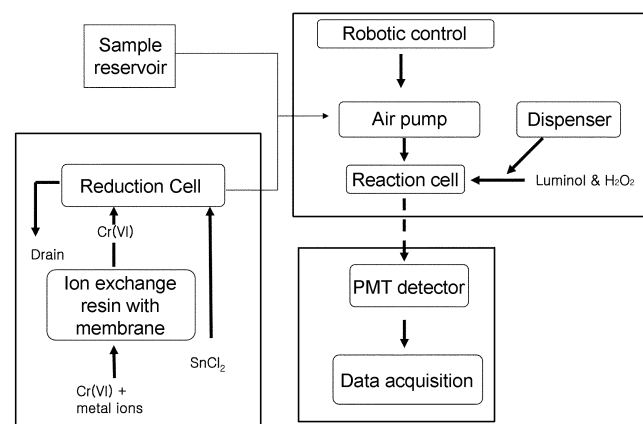 Sample
reservoir
Robotic control
Air pump
Dispenser
Reaction cell
Luminol & H₂O₂
Reduction Cell
Cr(VI)
Drain
Ion exchange
resin with
membrane
SnCl₂
Cr(VI) +
metal ions
PMT detector
Data acquisition